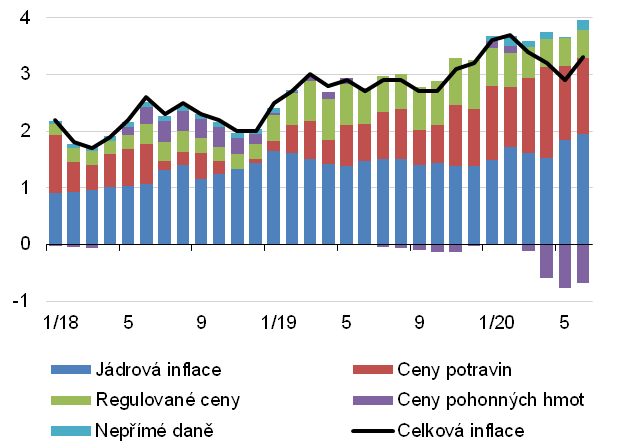 4
3
2
1
0
-1
1/18 5 9 1/19 5 9 1/20 5
Jádrová inflace Ceny potravin
Regulované ceny Ceny pohonných hmot
Nepřímé daně Celková inflace